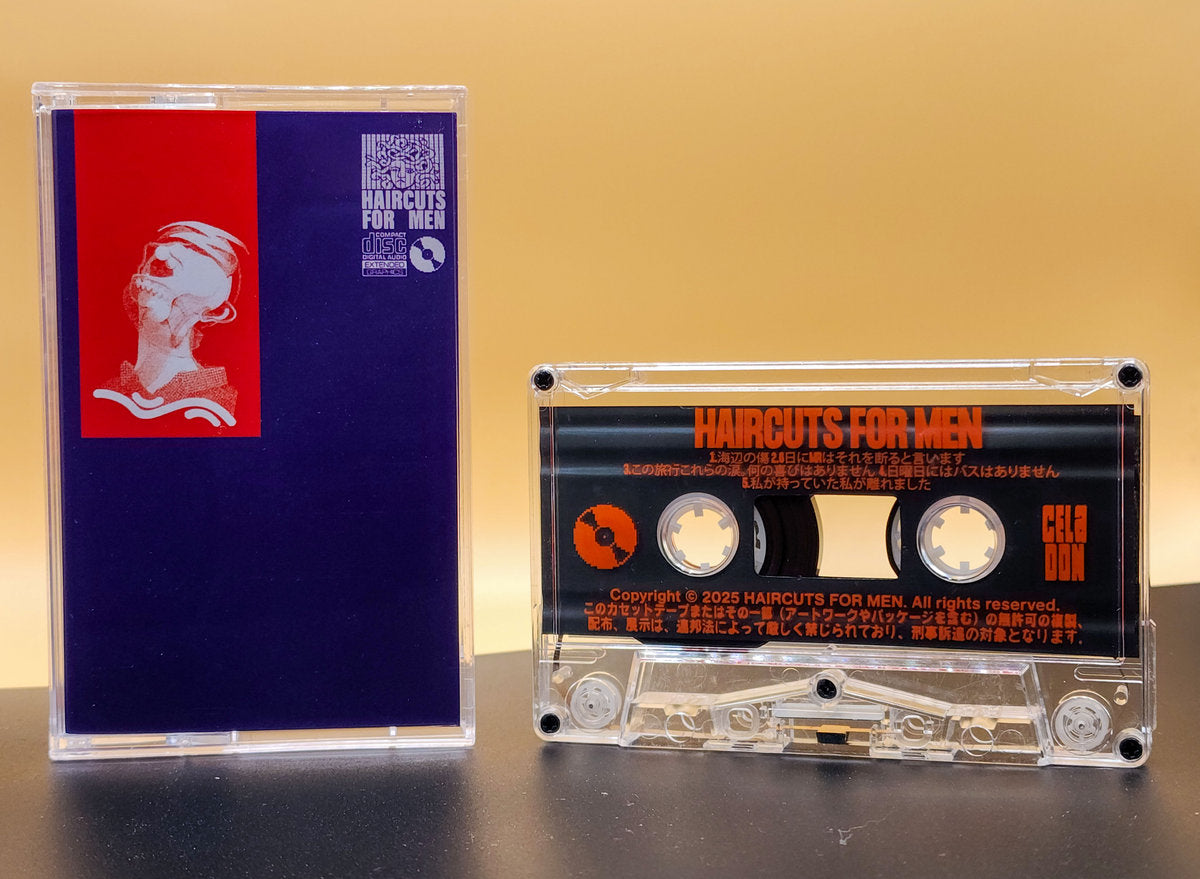 HAIRCUTS
FOR MEN
COMPACT
disc
DIGITAL AUDIO
EXTENDED
GRAPHICS
HAIRCUTS FOR MEN
1.海辺の傷 2.8日にMRはそれを断ると言います
3.この旅行これらの涙。何の喜びはありません 4.日曜日にはバスはありません
5.私が持っていた私が離れました
CELA
DON
Copyright © 2025 HAIRCUTS FOR MEN. All rights reserved.
このカセットテープまたはその一部（アートワークやパッケージを含む）の無許可の複製、
配布、展示は、連邦法によって厳しく禁じられており、刑事訴追の対象となります.